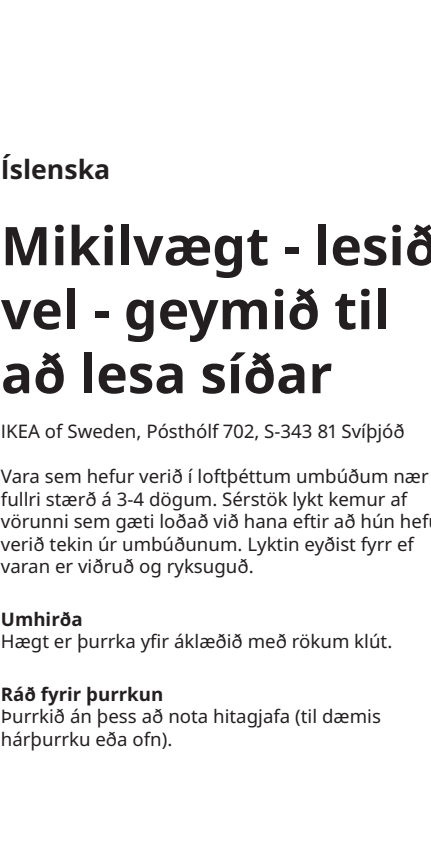 Íslenska
Mikilvægt - lesið
vel - geymið til
að lesa síðar
IKEA of Sweden, Pósthólf 702, S-343 81 Svíþjóð
Vara sem hefur verið í loftþéttum umbúðum nær
fullri stærð á 3-4 dögum. Sérstök lykt kemur af
vörunni sem gæti loðað við hana eftir að hún
verið tekin úr umbúðunum. Lyktin eyðist fyrr ef
varan er viðruð og ryksuguð.
Umhirða
Hægt er þurrka yfir áklæðið með rökum klút.
Ráð fyrir þurrkun
Þurrkið án þess að nota hitagjafa (til dæmis
hárþurrku eða ofn).